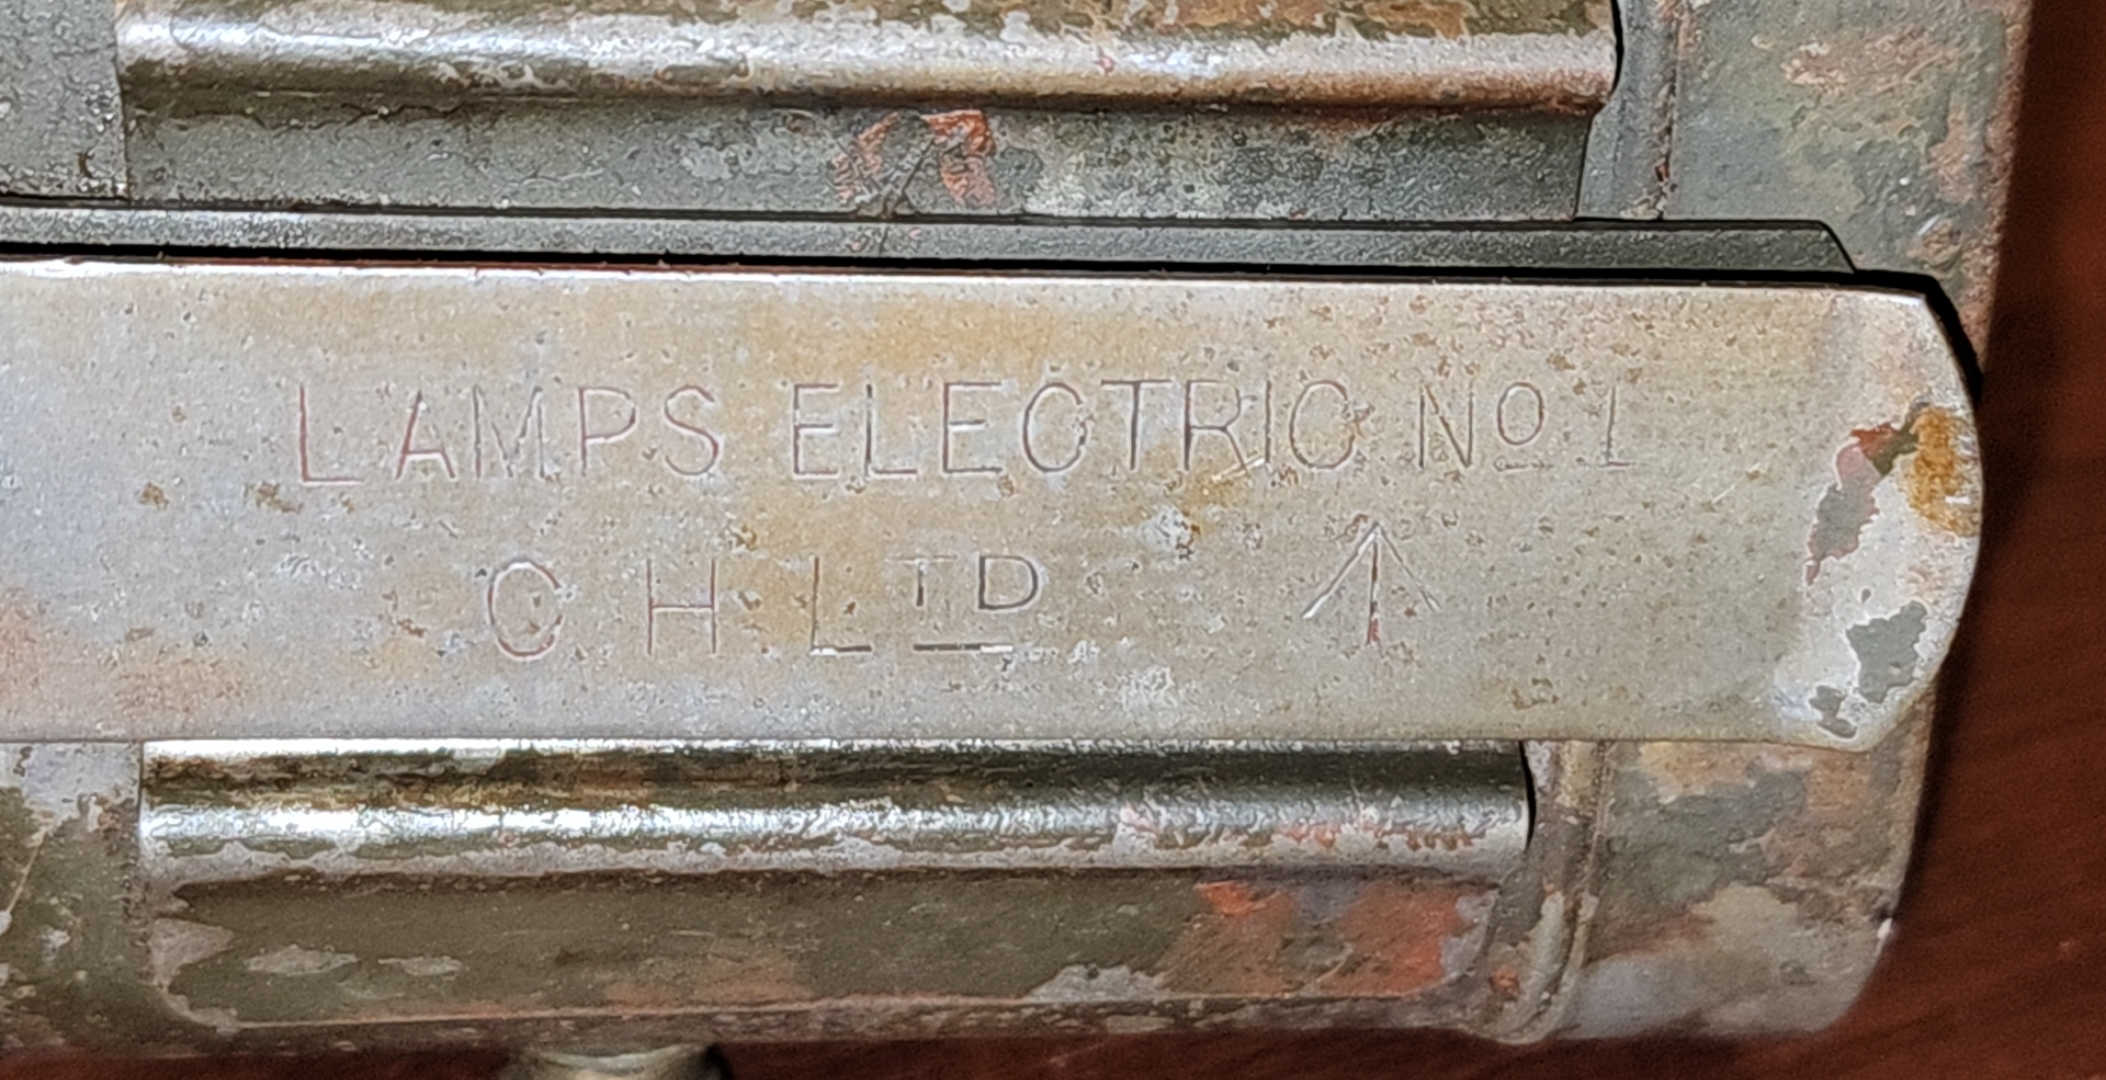 LAMPS ELECTRIC Nº 1
C H LTD ↑